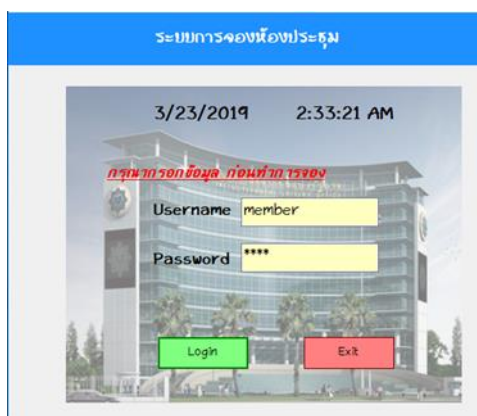 ระบบการจองห้องประชุม
3/23/2019 2:33:21 AM
กรุณากรอกข้อมูล ก่อนทำการจอง
Username member
Password ****
Login Exit